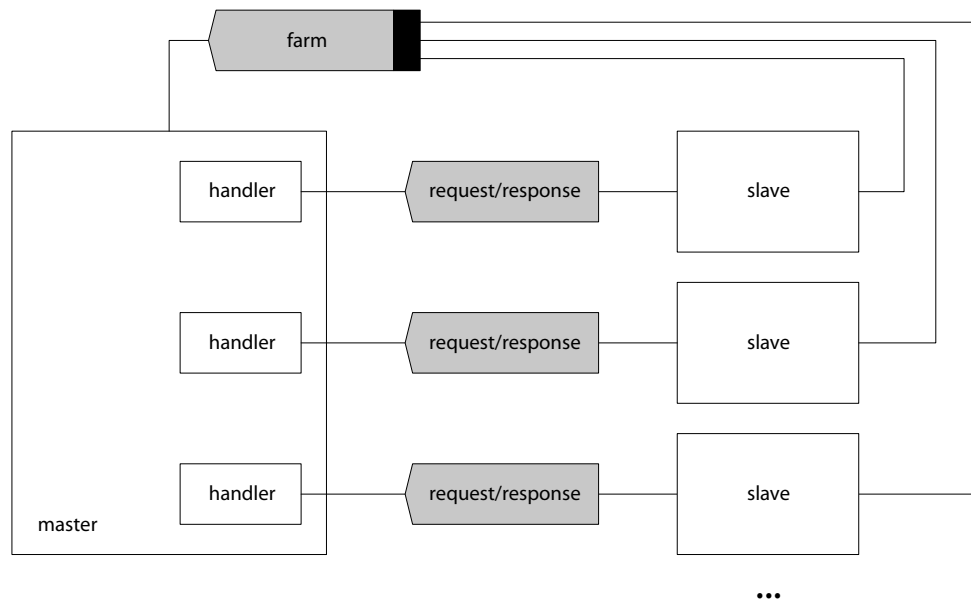 farm
handler
request/response
slave
handler
request/response
slave
handler
request/response
slave
master
...